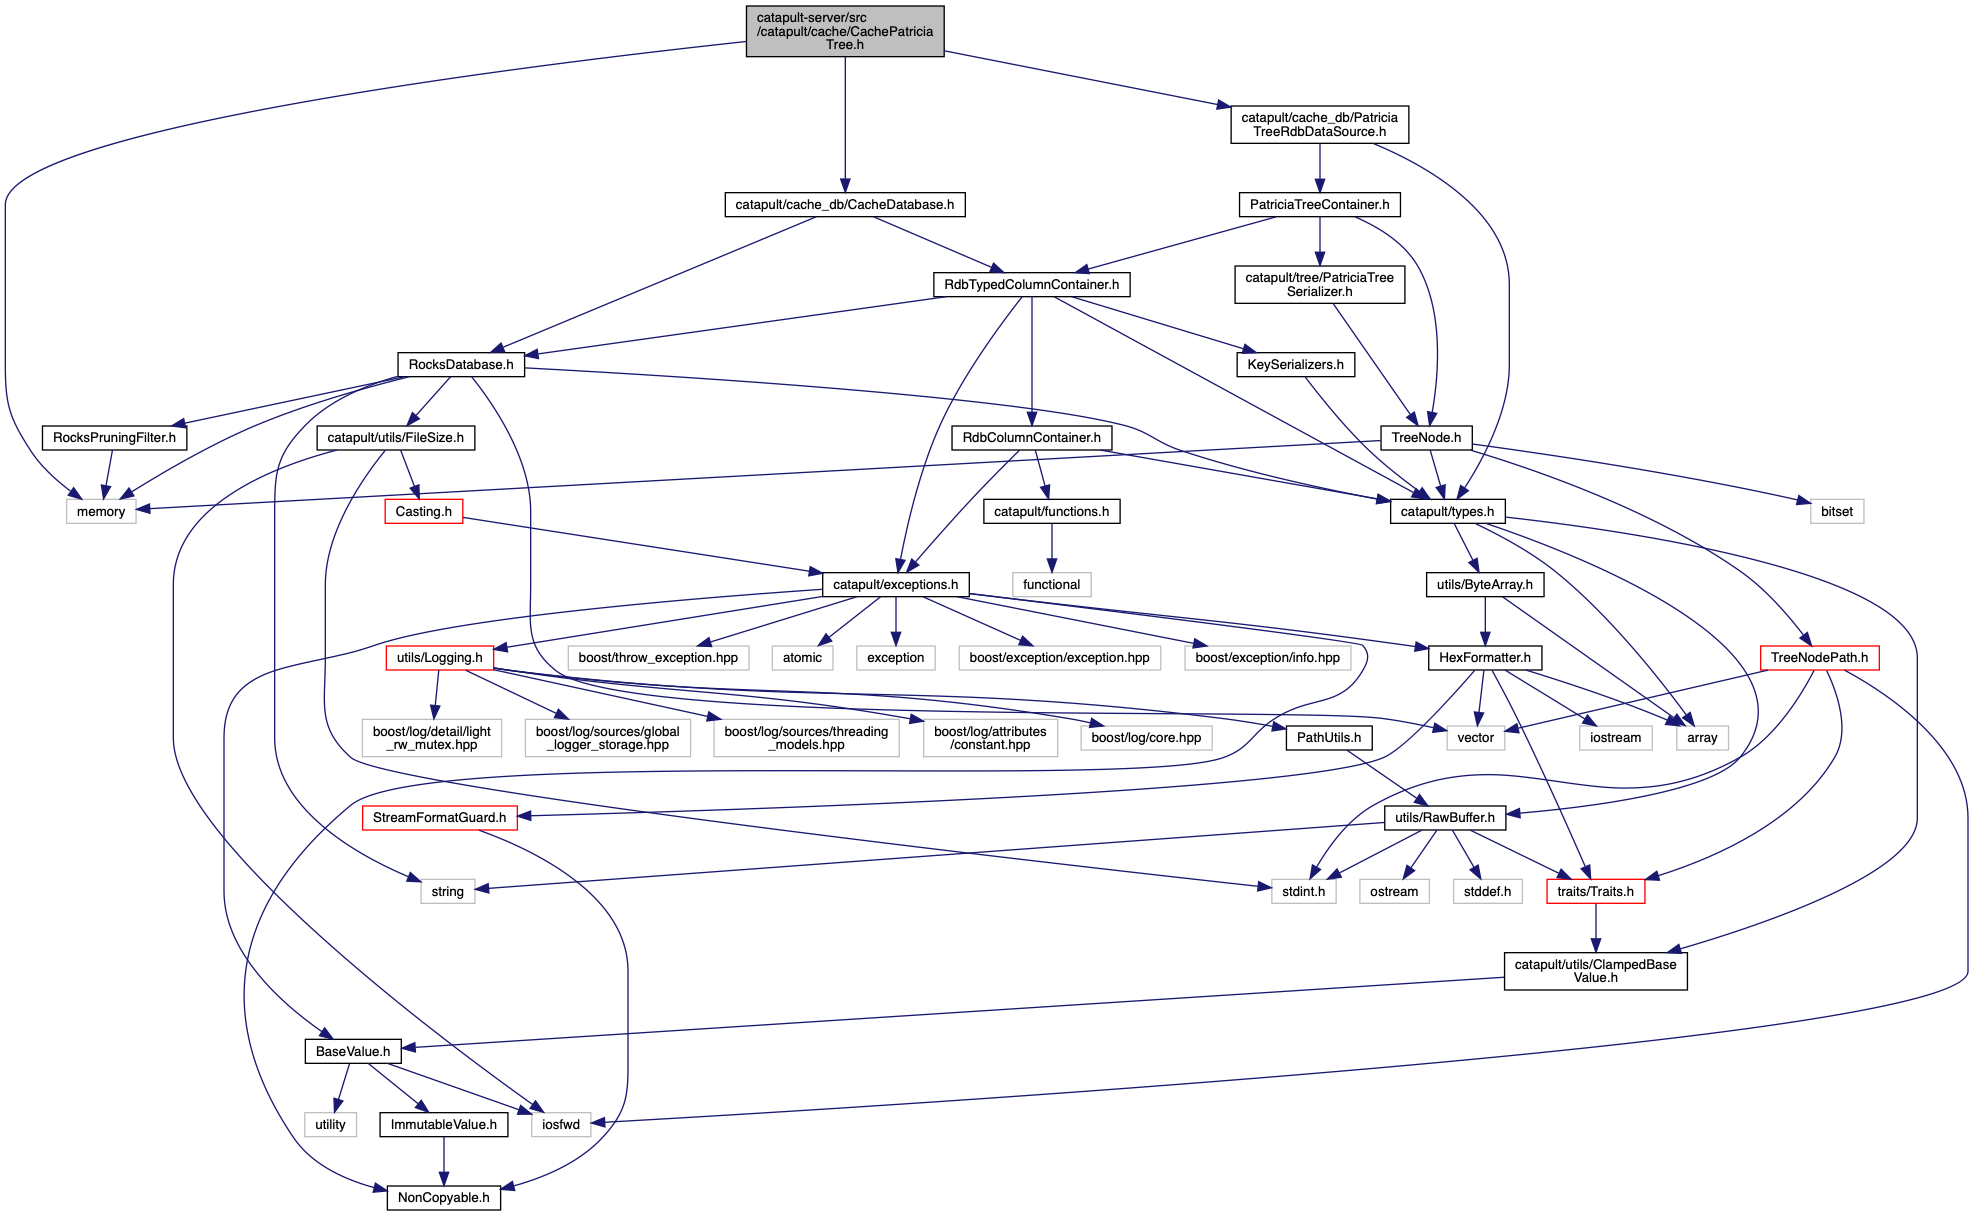 catapult-server/src
/catapult/cache/CachePatricia
Tree.h
catapult/cache_db/Patricia
TreeRdbDataSource.h
catapult/cache_db/CacheDatabase.h
PatriciaTreeContainer.h
RdbTypedColumnContainer.h
catapult/tree/PatriciaTree
Serializer.h
RocksDatabase.h
KeySerializers.h
RocksPruningFilter.h
catapult/utils/FileSize.h
RdbColumnContainer.h
TreeNode.h
memory
Casting.h
catapult/functions.h
catapult/types.h
bitset
catapult/exceptions.h
functional
utils/ByteArray.h
utils/Logging.h
boost/throw_exception.hpp
atomic
exception
boost/exception/exception.hpp
boost/exception/info.hpp
HexFormatter.h
TreeNodePath.h
boost/log/detail/light
_rw_mutex.hpp
boost/log/sources/global
_logger_storage.hpp
boost/log/sources/threading
_models.hpp
boost/log/attributes
/constant.hpp
boost/log/core.hpp
PathUtils.h
vector
iostream
array
StreamFormatGuard.h
utils/RawBuffer.h
string
stdint.h
ostream
stddef.h
traits/Traits.h
catapult/utils/ClampedBase
Value.h
BaseValue.h
utility
ImmutableValue.h
iosfwd
NonCopyable.h